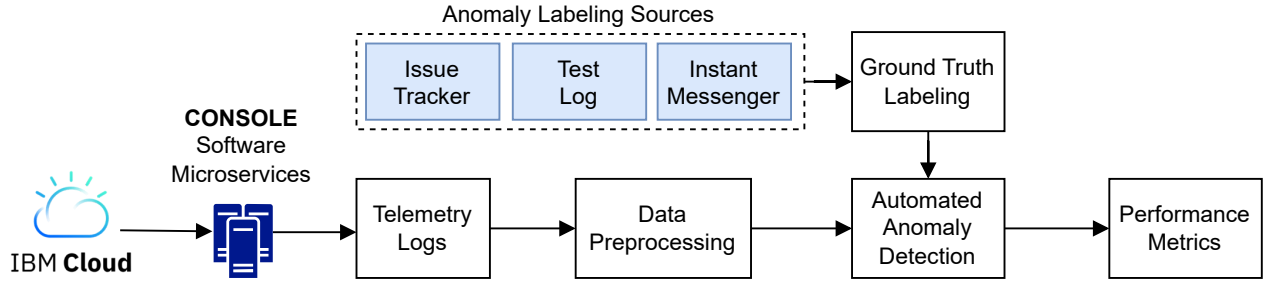 Anomaly Labeling Sources
Issue
Tracker
Test
Log
Instant
Messenger
Ground Truth
Labeling
CONSOLE
Software
Microservices
IBM Cloud
Telemetry
Logs
Data
Preprocessing
Automated
Anomaly
Detection
Performance
Metrics